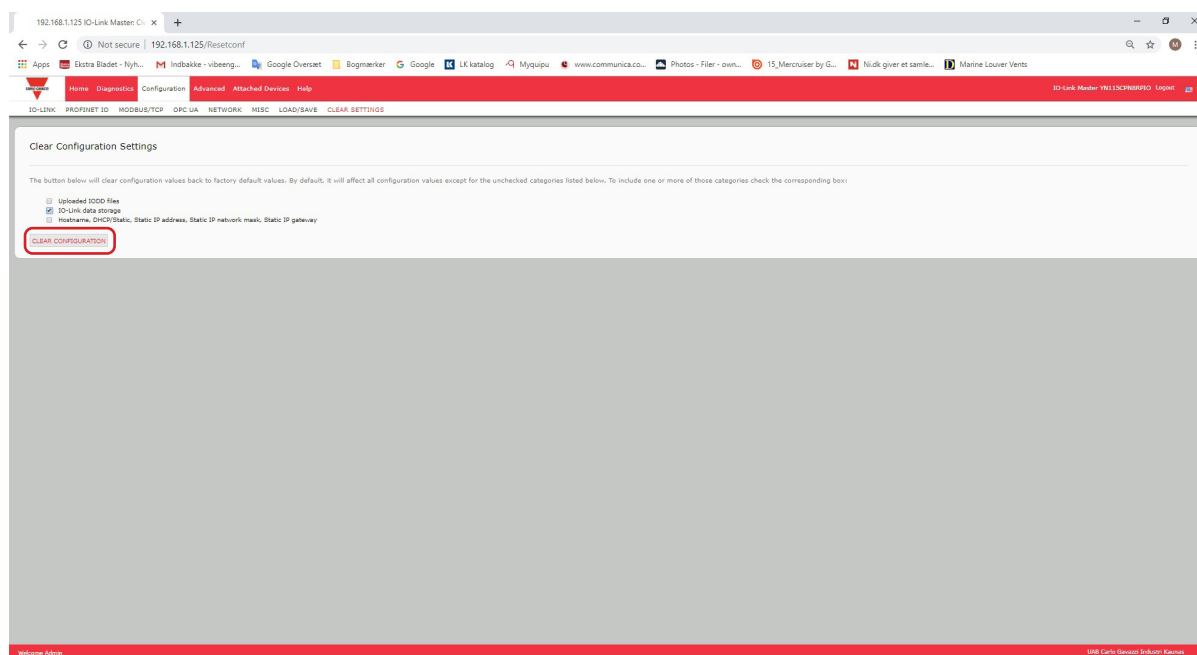 192.168.1.125 IO-Link Master: Cl
Not secure | 192.168.1.125/Resetconf
M
Apps Ekstra Bladet - Nyh... Indbakke - vibeeng... Google Oversæt Bogmærker Google LK katalog Myquipu www.communica.co... Photos - Filer - own... 15_Mercruiser by G... Ni.dk giver et samle... Marine Louver Vents
CARLO GAVAZZI
Home Diagnostics Configuration Advanced Attached Devices Help
IO-Link Master YN115CPN8RPIO Logout
IO-LINK PROFINET IO MODBUS/TCP OPC UA NETWORK MISC LOAD/SAVE CLEAR SETTINGS
Clear Configuration Settings
The button below will clear configuration values back to factory default values. By default, it will affect all configuration values except for the unchecked categories listed below. To include one or more of those categories check the corresponding box:
Uploaded IODD files
IO-Link data storage
Hostname, DHCP/Static, Static IP address, Static IP network mask, Static IP gateway
CLEAR CONFIGURATION
Welcome Admin
UAB Carlo Gavazzi Industri Kaunas